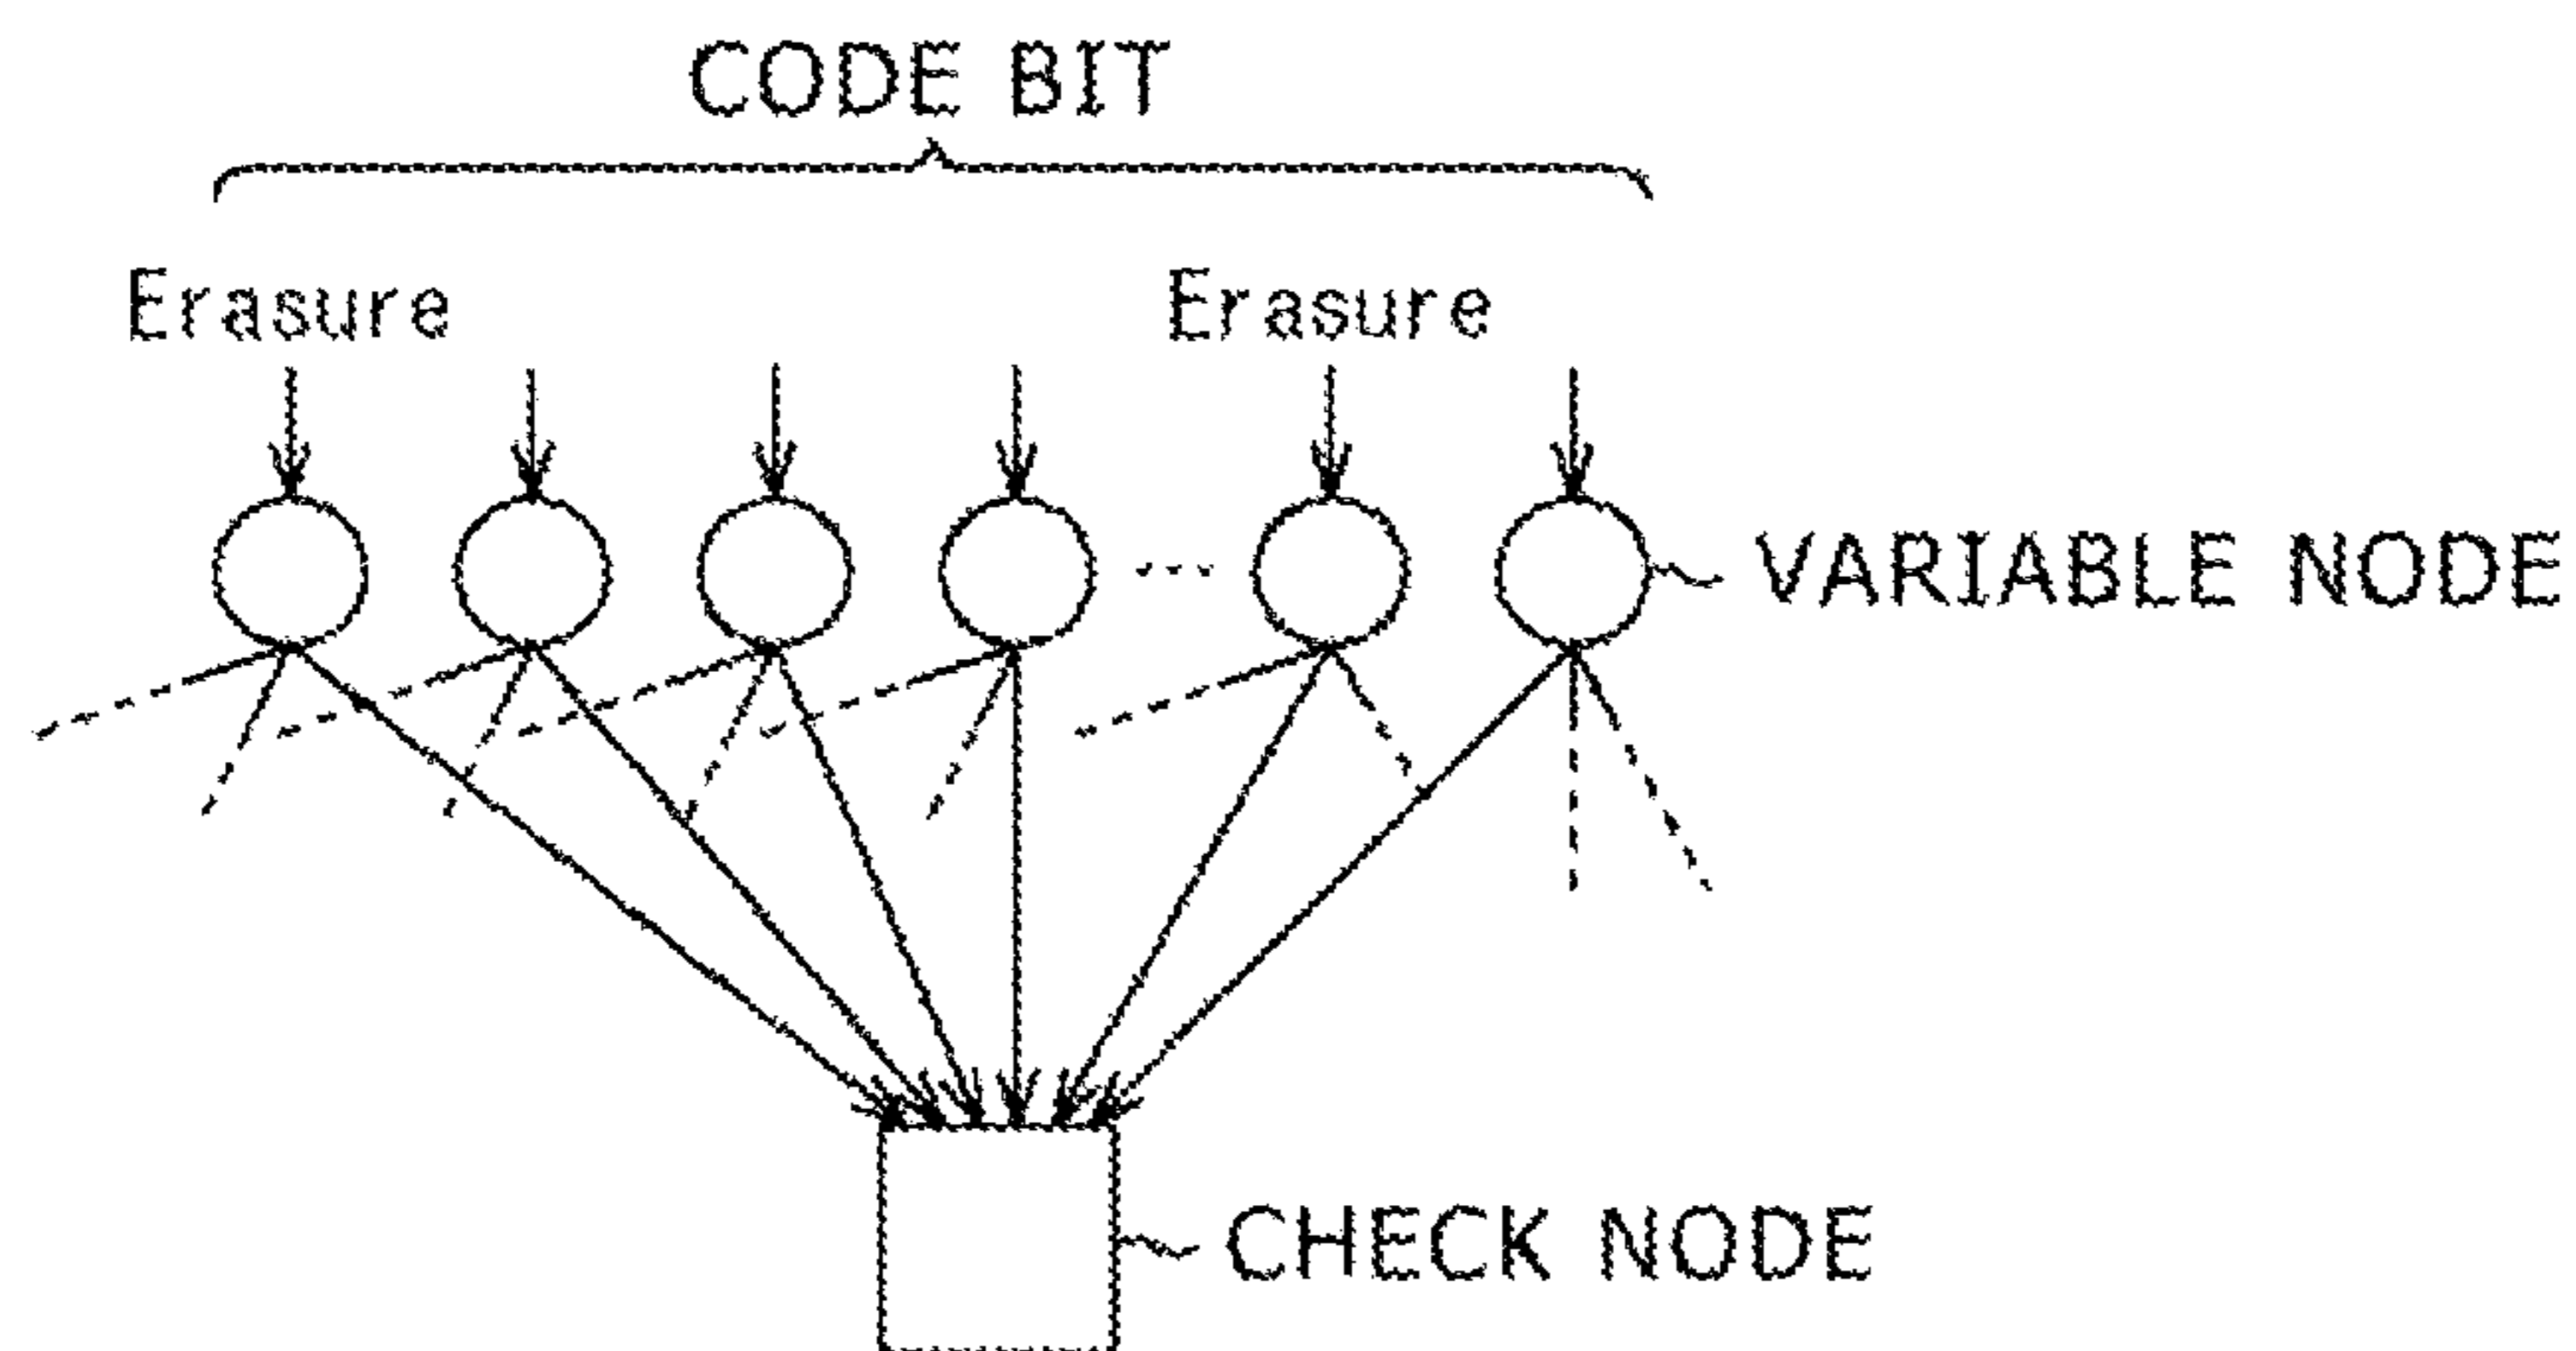 CODE BIT
Erasure Erasure
...
VARIABLE NODE
CHECK NODE